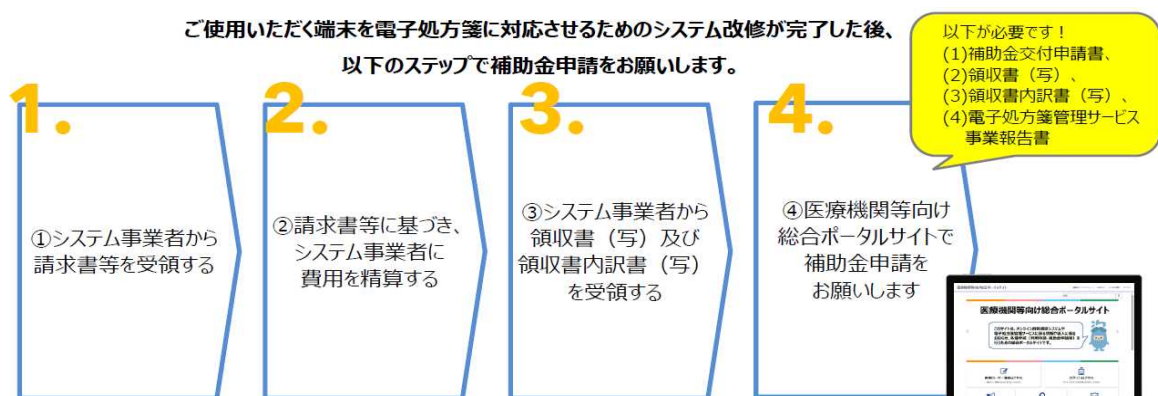 ご使用いただく端末を電子処方箋に対応させるためのシステム改修が完了した後、
以下のステップで補助金申請をお願いします。
以下が必要です！
(1)補助金交付申請書、
(2)領収書（写）、
(3)領収書内訳書（写）、
(4)電子処方箋管理サービス
事業報告書
1.
①システム事業者から
請求書等を受領する
2.
②請求書等に基づき、
システム事業者に
費用を精算する
3.
③システム事業者から
領収書（写）及び
領収書内訳書（写）
を受領する
4.
④医療機関等向け
総合ポータルサイトで
補助金申請を
お願いします
医療機関等向け総合ポータルサイト